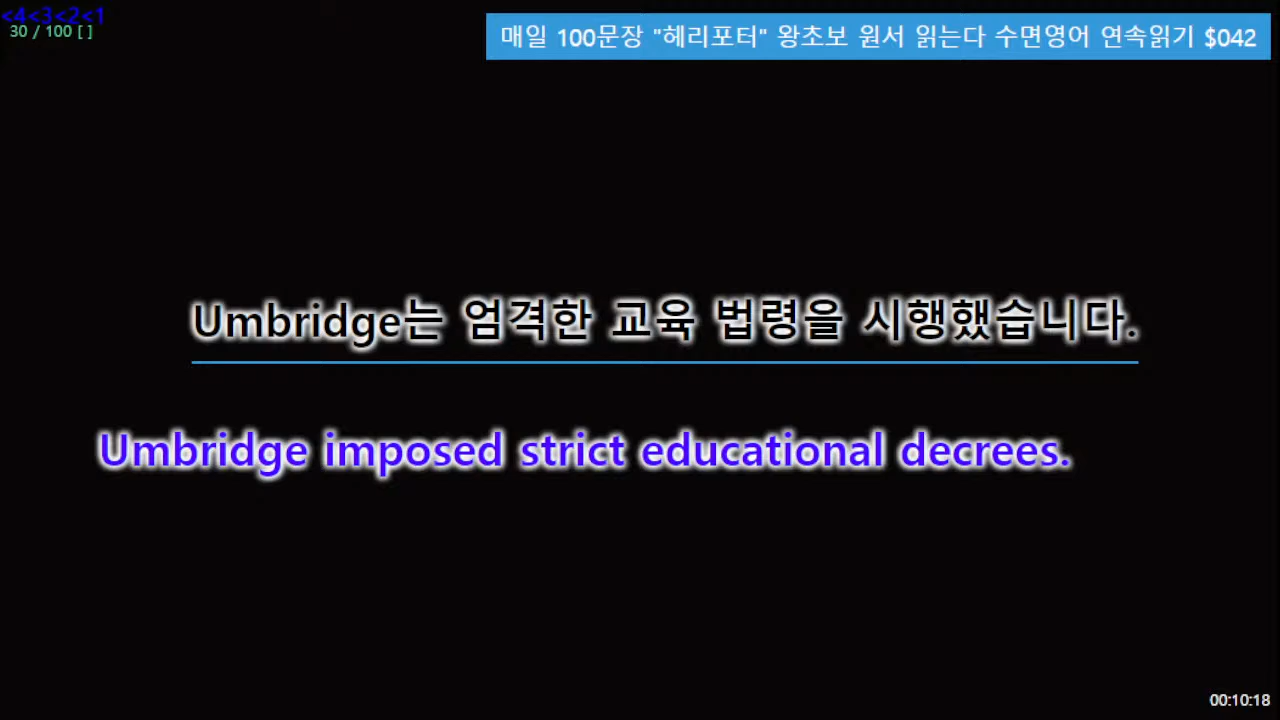 <4<3<2<1
30 / 100 [ ]
매일 100문장 "헤리포터" 왕초보 원서 읽는다 수면영어 연속읽기 $042
Umbridge는 엄격한 교육 법령을 시행했습니다.
Umbridge imposed strict educational decrees.
00:10:18